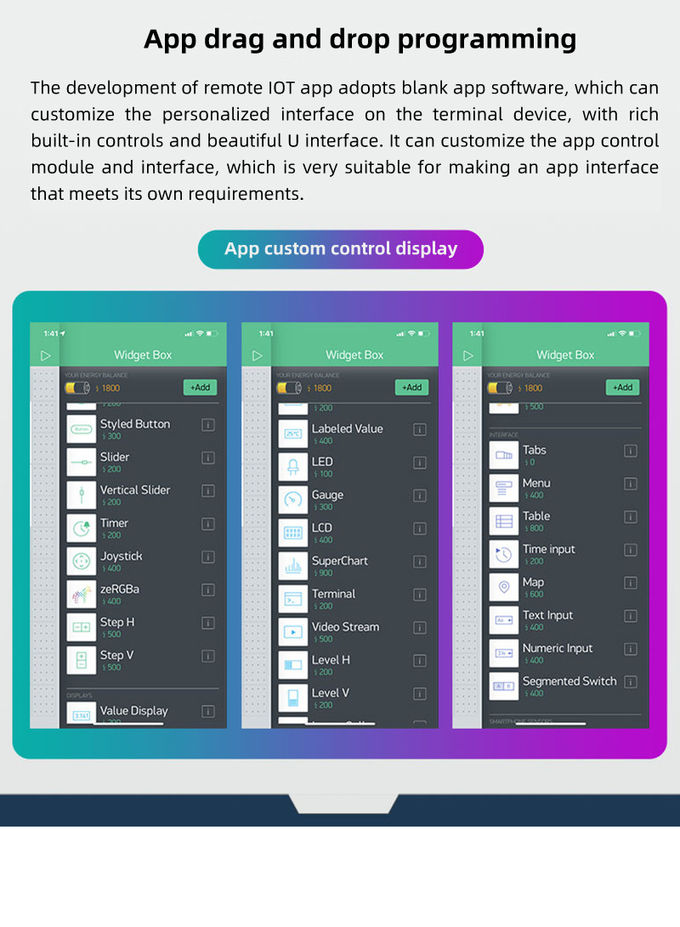 App drag and drop programming
The development of remote IOT app adopts blank app software, which can
customize the personalized interface on the terminal device, with rich
built-in controls and beautiful U interface. It can customize the app control
module and interface, which is very suitable for making an app interface
that meets its own requirements.
App custom control display
1:41
Widget Box
YOUR ENERGY BALANCE
1800
+Add
200
Styled Button
300
Slider
200
Vertical Slider
200
Timer
200
Joystick
400
zeRGBa
400
Step H
500
Step V
500
DISPLAYS
Value Display
200
1:41
Widget Box
YOUR ENERGY BALANCE
1800
+Add
200
Labeled Value
400
LED
100
Gauge
300
LCD
400
SuperChart
900
Terminal
200
Video Stream
500
Level H
200
Level V
200
1:41
Widget Box
YOUR ENERGY BALANCE
1800
+Add
500
INTERFACE
Tabs
0
Menu
400
Table
800
Time input
200
Map
600
Text Input
400
Numeric Input
400
Segmented Switch
400
SMARTPHONE SENSORS